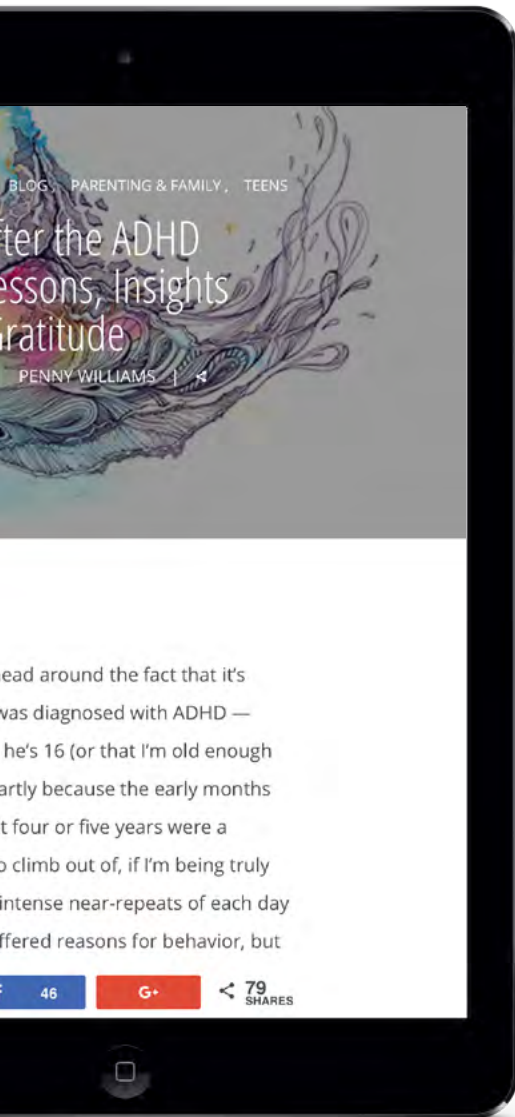 BLOG, PARENTING & FAMILY, TEENS
fter the ADHD
essons, Insights
Gratitude
PENNY WILLIAMS |
ead around the fact that it's
was diagnosed with ADHD —
he's 16 (or that I'm old enough
artly because the early months
t four or five years were a
o climb out of, if I'm being truly
intense near-repeats of each day
ffered reasons for behavior, but
46 G+ 79
SHARES